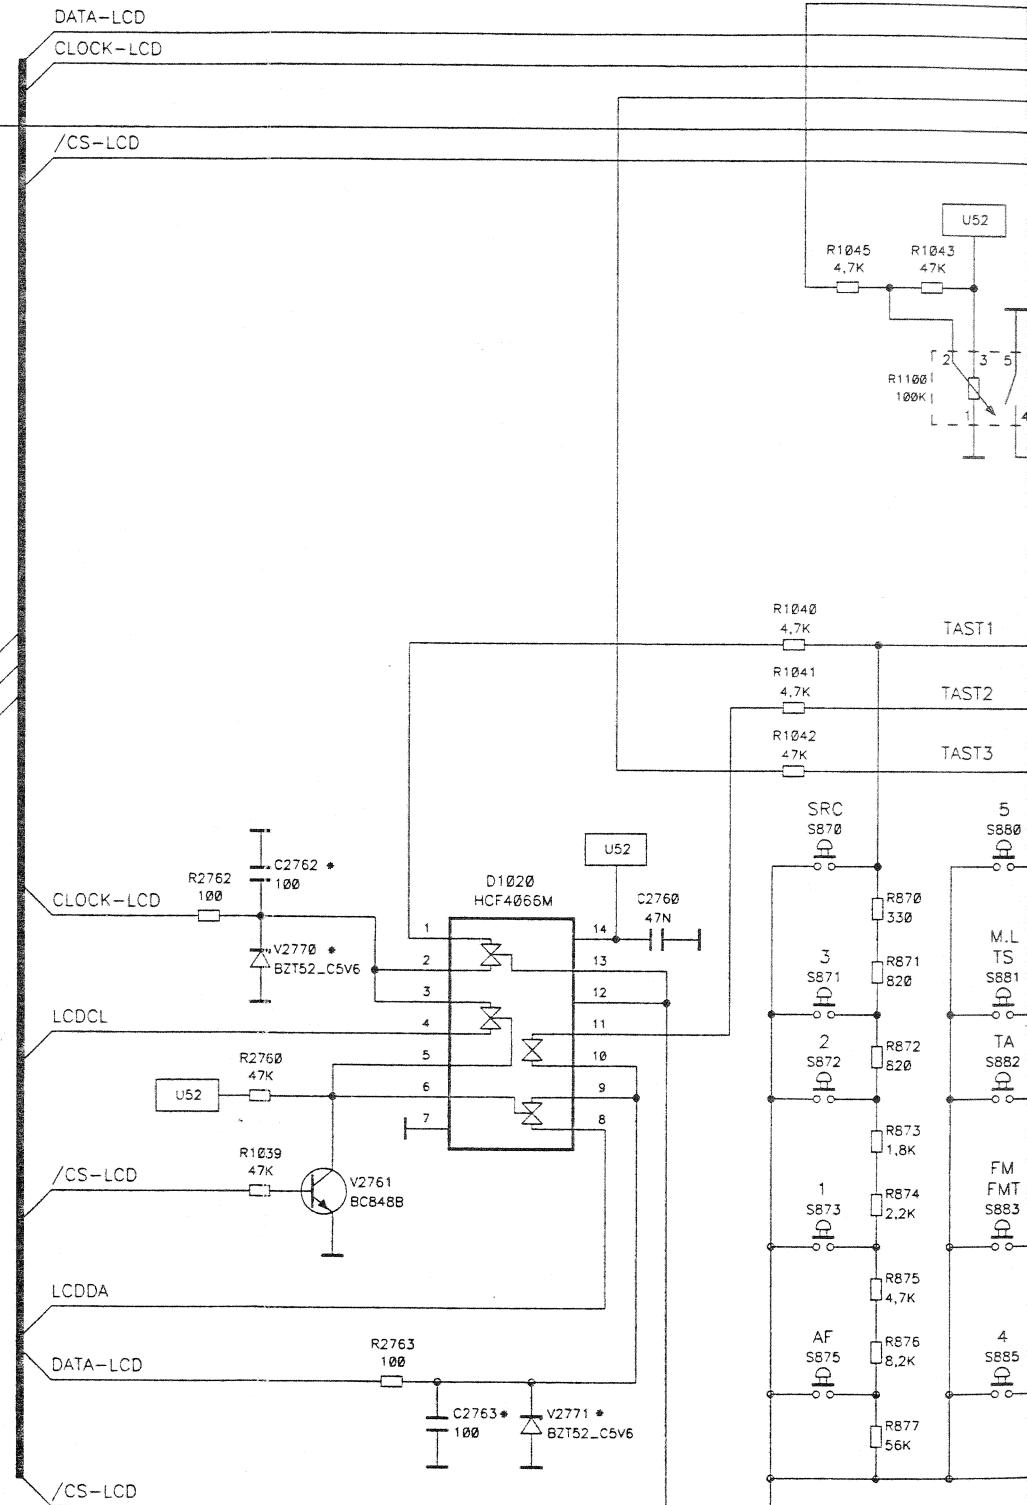 DATA-LCD
CLOCK-LCD
/CS-LCD
U52
R1045
4,7K
R1043
47K
2
3
5
R1100
100K
1
4
R1040
4,7K
TAST1
R1041
4,7K
TAST2
R1042
47K
TAST3
SRC
S870
5
S880
U52
C2762 *
100
R2762
100
CLOCK-LCD
D1020
HCF4066M
C2760
47N
R870
330
V2770 *
BZT52_C5V6
1
2
3
4
5
6
7
14
13
12
11
10
9
8
3
S871
R871
820
M.L
TS
S881
LCDCL
2
S872
R872
820
TA
S882
R2760
47K
U52
R873
1,8K
R1039
47K
/CS-LCD
V2761
BC848B
1
S873
R874
2,2K
FM
FMT
S883
LCDDA
R875
4,7K
R2763
100
DATA-LCD
AF
S875
R876
8,2K
4
S885
C2763 *
100
V2771 *
BZT52_C5V6
R877
56K
/CS-LCD